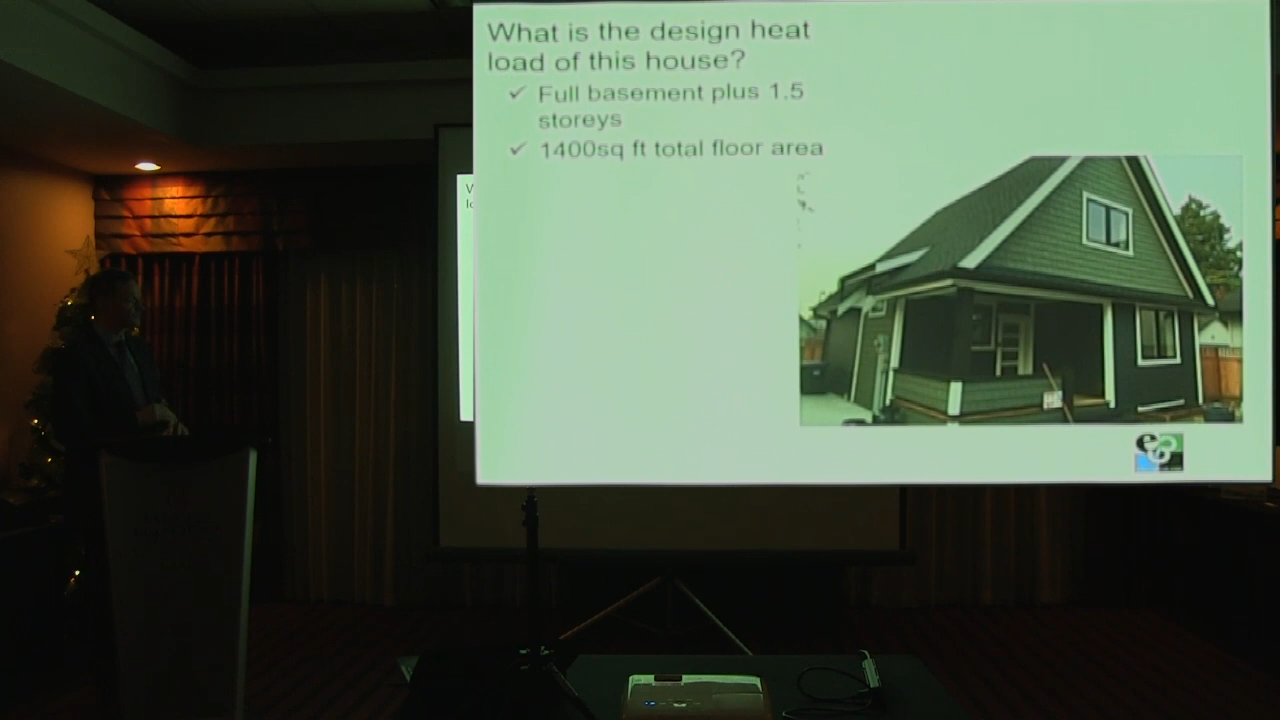 What is the design heat
load of this house?
✓ Full basement plus 1.5
storeys
✓ 1400sq ft total floor area